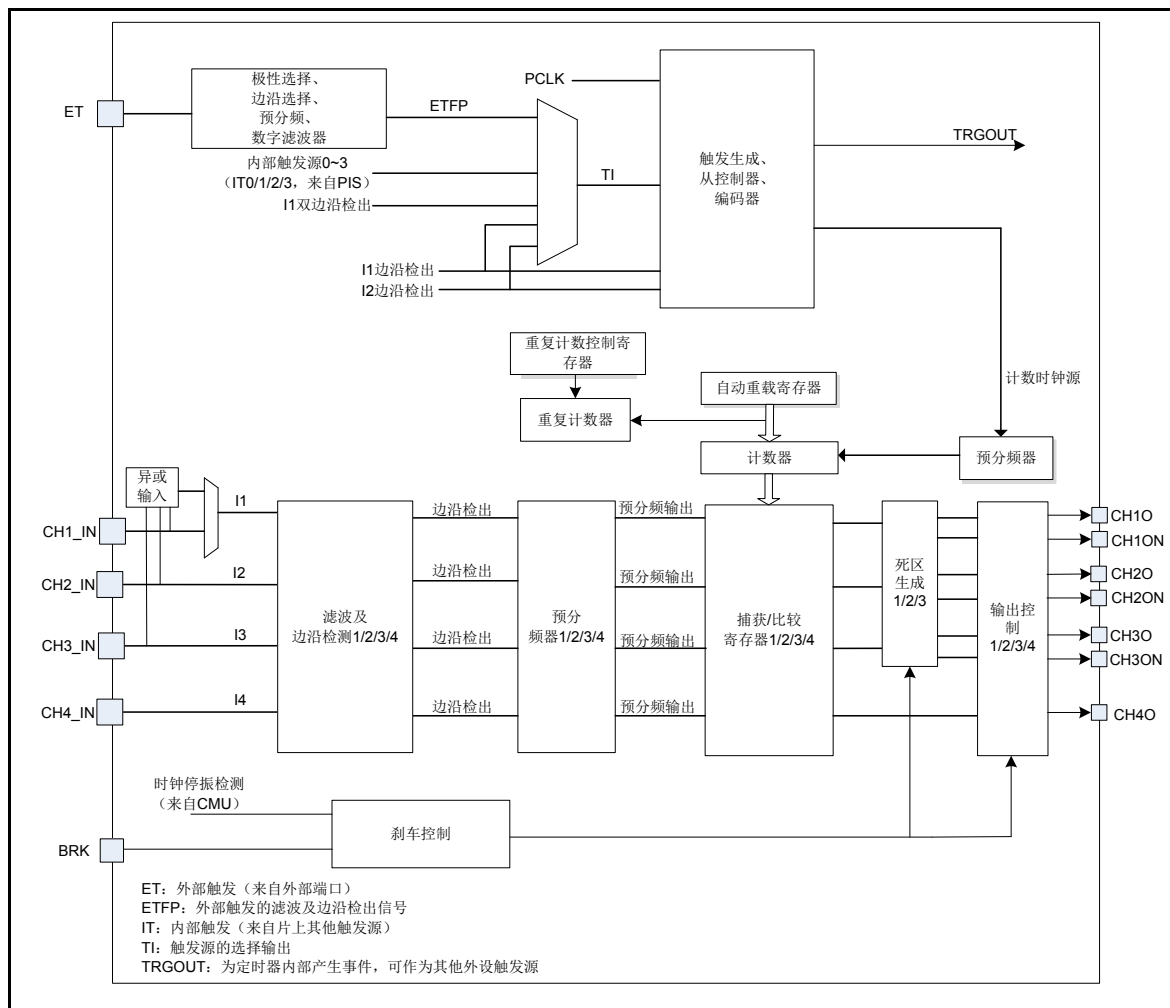 极性选择、
边沿选择、
预分频、
数字滤波器
ET
ETFP
PCLK
内部触发源0~3
（IT0/1/2/3，来自PIS）
I1双边沿检出
TI
触发生成、
从控制器、
编码器
TRGOUT
I1边沿检出
I2边沿检出
重复计数控制寄
存器
自动重载寄存器
计数时钟源
重复计数器
计数器
预分频器
异或
输入
I1
CH1_IN
I2
CH2_IN
I3
CH3_IN
I4
CH4_IN
滤波及
边沿检测1/2/3/4
边沿检出
边沿检出
边沿检出
边沿检出
预分
频器1/2/3/4
预分频输出
预分频输出
预分频输出
预分频输出
捕获/比较
寄存器1/2/3/4
死区
生成
1/2/3
输出控
制
1/2/3/4
CH1O
CH1ON
CH2O
CH2ON
CH3O
CH3ON
CH4O
时钟停振检测
（来自CMU）
BRK
刹车控制
ET：外部触发（来自外部端口）
ETFP：外部触发的滤波及边沿检出信号
IT：内部触发（来自片上其他触发源）
TI：触发源的选择输出
TRGOUT：为定时器内部产生事件，可作为其他外设触发源